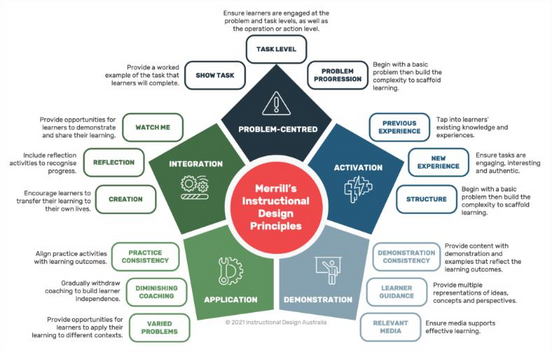 Ensure learners are engaged at the
problem and task levels, as well as
the operation or action level.
TASK LEVEL
Provide a worked
example of the task that
learners will complete.
SHOW TASK
PROBLEM
PROGRESSION
Begin with a basic
problem then build the
complexity to scaffold
learning.
PROBLEM-CENTRED
Provide opportunities for
learners to demonstrate
and share their learning.
WATCH ME
Include reflection
activities to recognise
progress.
REFLECTION
Encourage learners to
transfer their learning to
their own lives.
CREATION
INTEGRATION
PREVIOUS
EXPERIENCE
Tap into learners'
existing knowledge and
experiences.
NEW
EXPERIENCE
Ensure tasks are
engaging, interesting
and authentic.
STRUCTURE
Begin with a basic
problem then build the
complexity to scaffold
learning.
ACTIVATION
Merrill's
Instructional
Design
Principles
Align practice activities
with learning outcomes.
PRACTICE
CONSISTENCY
Gradually withdraw
coaching to build learner
independence.
DIMINISHING
COACHING
Provide opportunities for
learners to apply their
learning to different contexts.
VARIED
PROBLEMS
APPLICATION
DEMONSTRATION
CONSISTENCY
Provide content with
demonstration and
examples that reflect the
learning outcomes.
LEARNER
GUIDANCE
Provide multiple
representations of ideas,
concepts and perspectives.
RELEVANT
MEDIA
Ensure media supports
effective learning.
DEMONSTRATION
© 2021 Instructional Design Australia